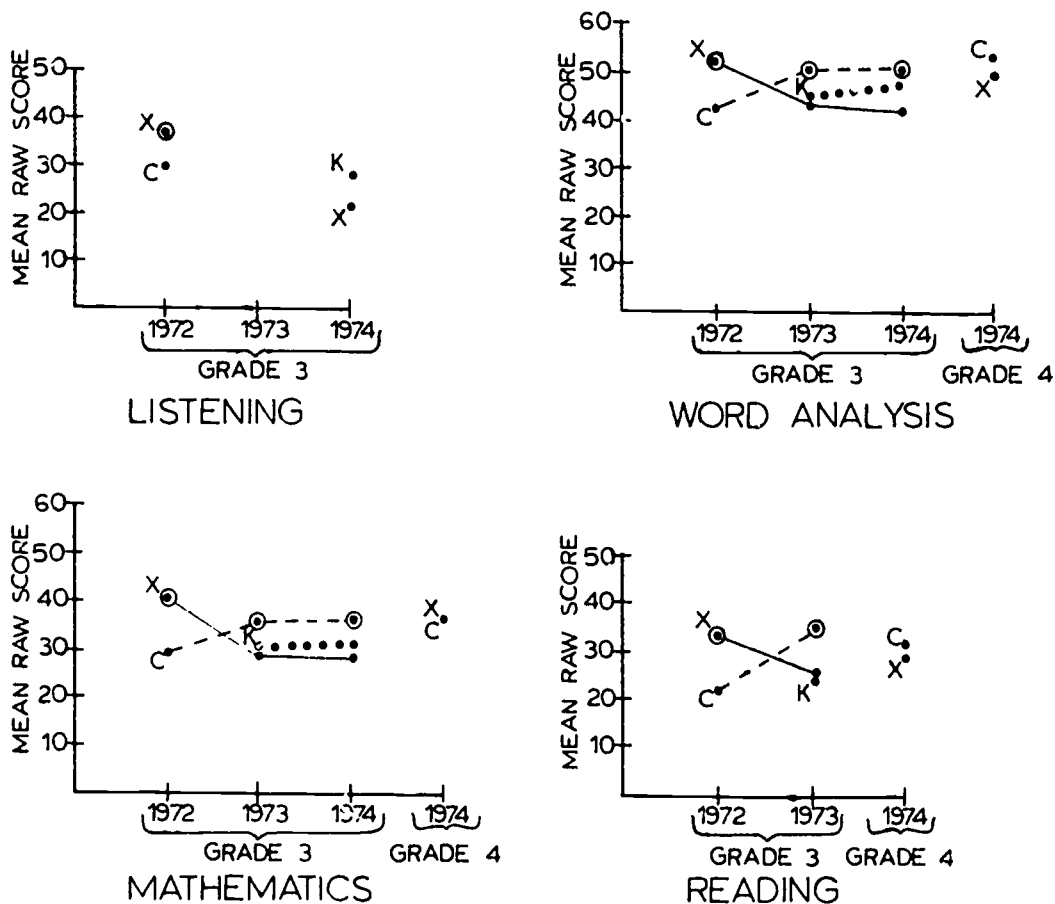 MEAN RAW SCORE
50
40
30
20
10
X
C
K
X
1972 1973 1974
GRADE 3
LISTENING
MEAN RAW SCORE
60
50
40
30
20
10
X
C
K
C
X
1972 1973 1974 1974
GRADE 3 GRADE 4
WORD ANALYSIS
MEAN RAW SCORE
60
50
40
30
20
10
X
C
K
X
C
1972 1973 1974 1974
GRADE 3 GRADE 4
MATHEMATICS
MEAN RAW SCORE
50
40
30
20
10
X
C
K
C
X
1972 1973 1974
GRADE 3 GRADE 4
READING